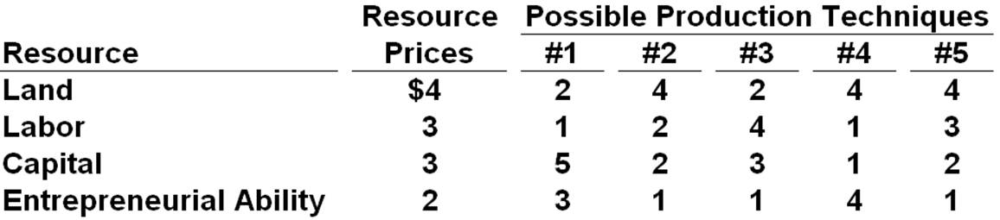 Resource Possible Production Techniques
Resource Prices #1 #2 #3 #4 #5
Land $4 2 4 2 4 4
Labor 3 1 2 4 1 3
Capital 3 5 2 3 1 2
Entrepreneurial Ability 2 3 1 1 4 1